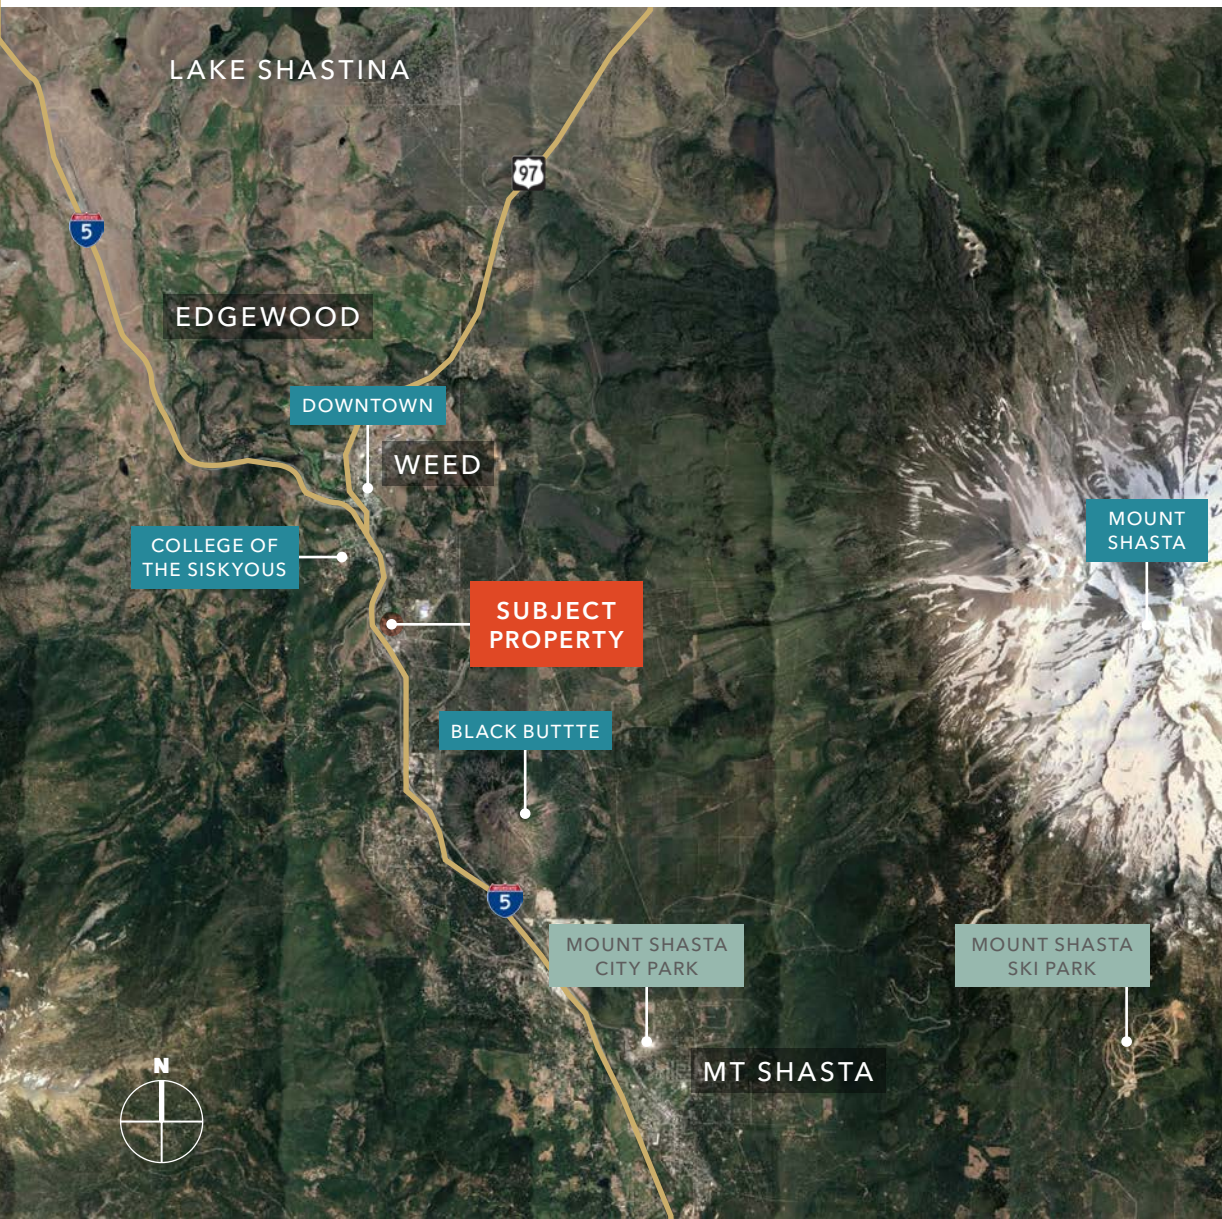 LAKE SHASTINA
97
5
EDGEWOOD
DOWNTOWN
WEED
COLLEGE OF
THE SISKYOUS
MOUNT
SHASTA
SUBJECT
PROPERTY
BLACK BUTTTE
5
MOUNT SHASTA
CITY PARK
MOUNT SHASTA
SKI PARK
MT SHASTA
N